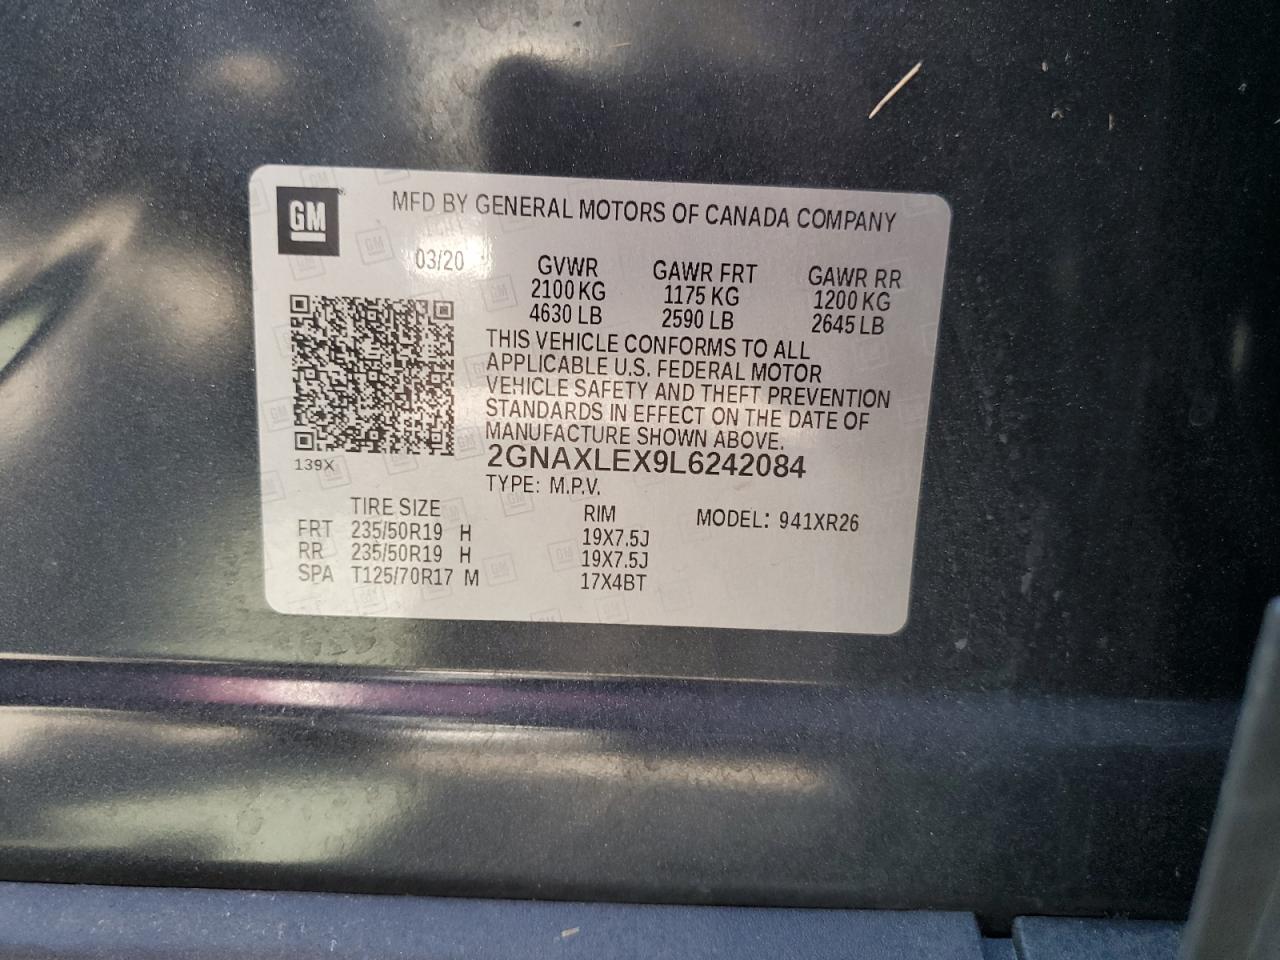 GM
MFD BY GENERAL MOTORS OF CANADA COMPANY
03/20
GVWR GAWR FRT GAWR RR
2100 KG 1175 KG 1200 KG
4630 LB 2590 LB 2645 LB
THIS VEHICLE CONFORMS TO ALL
APPLICABLE U.S. FEDERAL MOTOR
VEHICLE SAFETY AND THEFT PREVENTION
STANDARDS IN EFFECT ON THE DATE OF
MANUFACTURE SHOWN ABOVE.
139X
2GNAXLEX9L6242084
TYPE: M.P.V.
TIRE SIZE RIM MODEL: 941XR26
FRT 235/50R19 H 19X7.5J
RR 235/50R19 H 19X7.5J
SPA T125/70R17 M 17X4BT